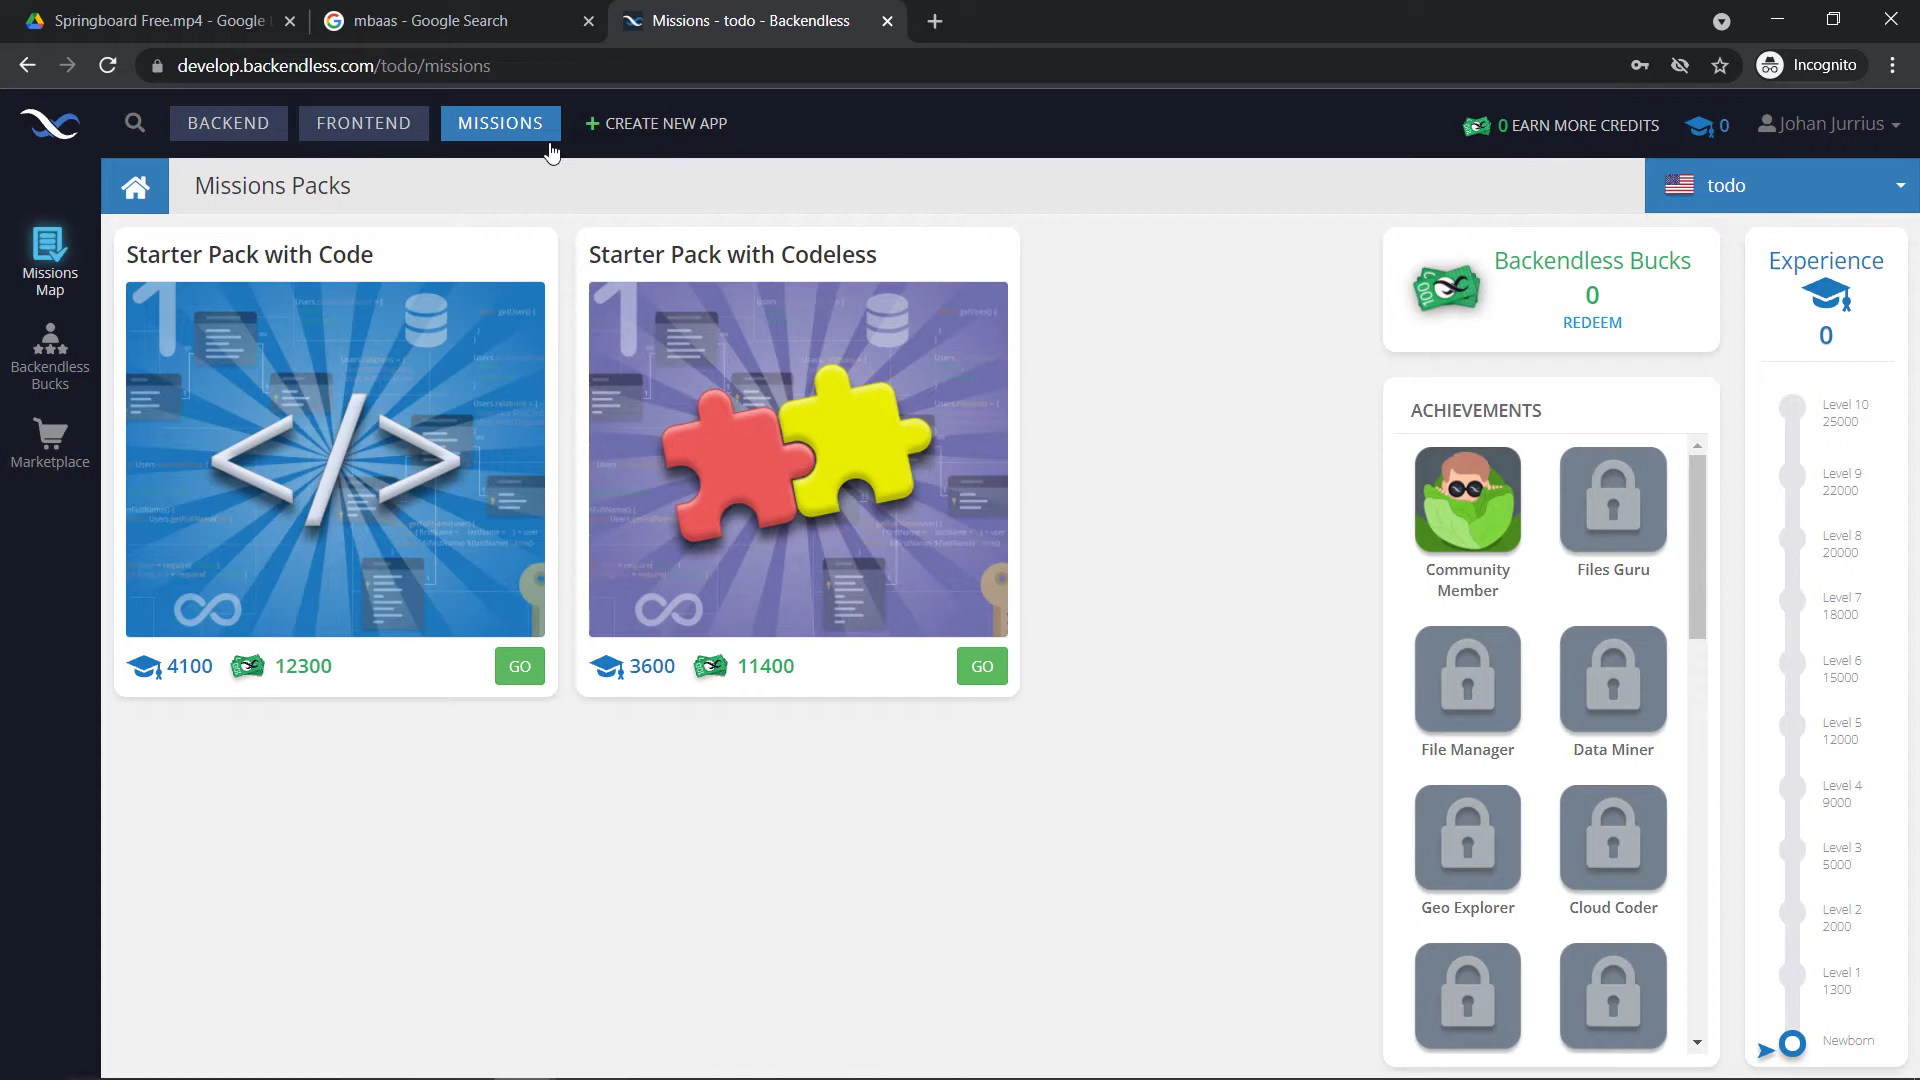 Springboard Free.mp4 - Google
mbaas - Google Search
Missions - todo - Backendless
develop.backendless.com/todo/missions
Incognito
BACKEND
FRONTEND
MISSIONS
+ CREATE NEW APP
0 EARN MORE CREDITS
0
Johan Jurrius
Missions Packs
todo
Missions
Map
Backendless
Bucks
Marketplace
Starter Pack with Code
4100
12300
GO
Starter Pack with Codeless
3600
11400
GO
Backendless Bucks
0
REDEEM
ACHIEVEMENTS
Community
Member
Files Guru
File Manager
Data Miner
Geo Explorer
Cloud Coder
Experience
0
Level 10
25000
Level 9
22000
Level 8
20000
Level 7
18000
Level 6
15000
Level 5
12000
Level 4
9000
Level 3
5000
Level 2
2000
Level 1
1300
Newborn